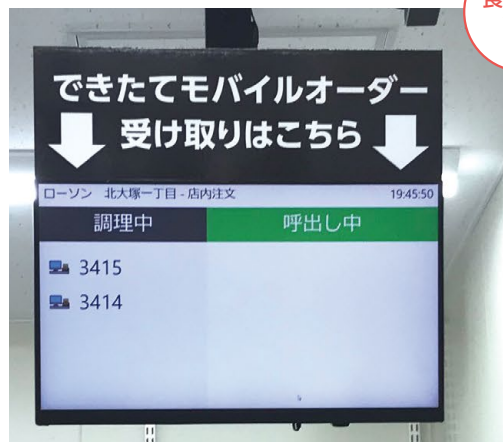 できたてモバイルオーダー
受け取りはこちら
ローソン 北大塚一丁目 - 店内注文 19:45:50
調理中 呼出し中
3415
3414